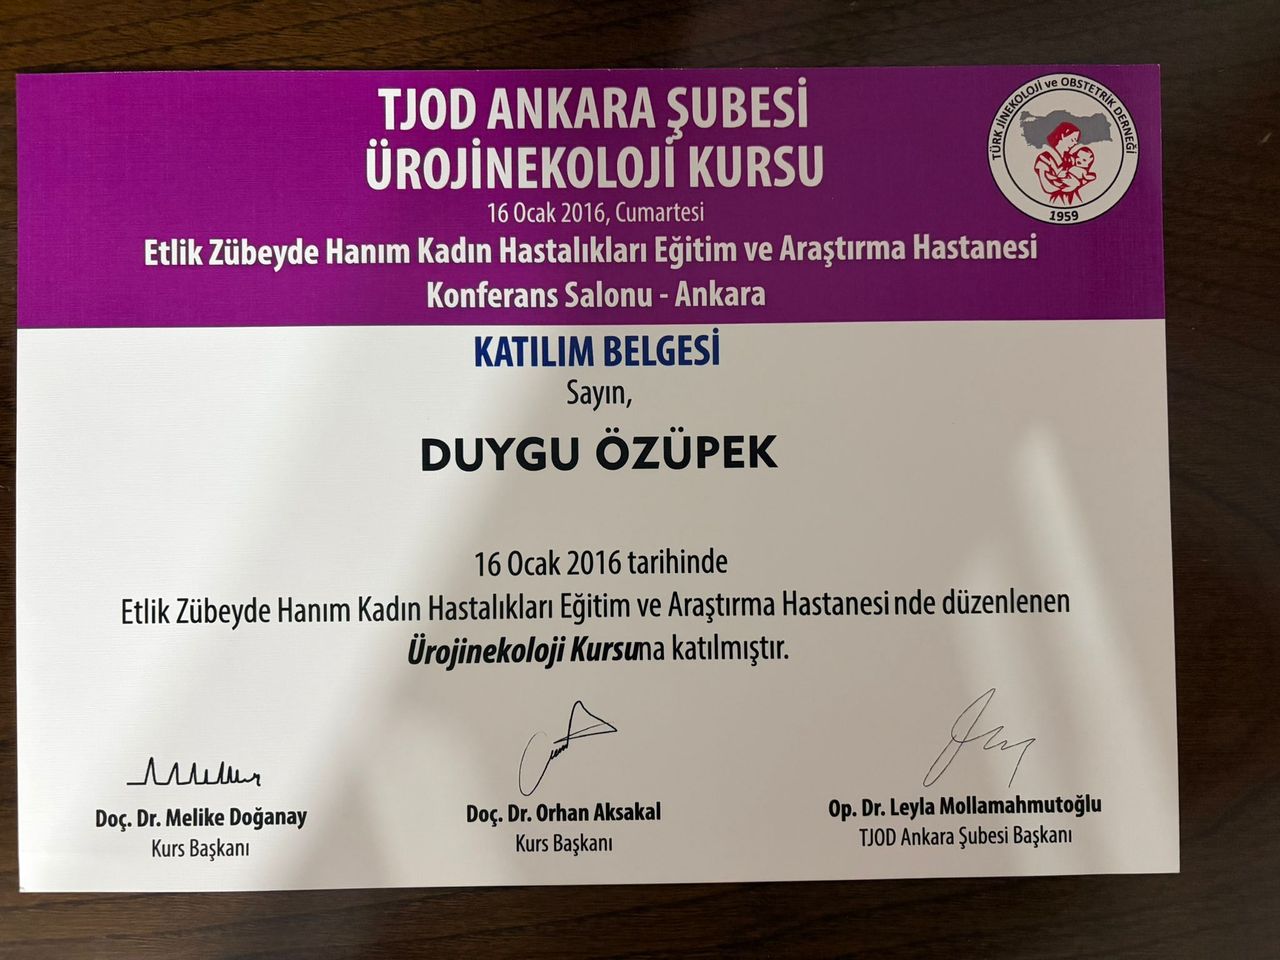 TJOD ANKARA ŞUBESİ
ÜROJİNEKOLOJİ KURSU
16 Ocak 2016, Cumartesi
Etlik Zübeyde Hanım Kadın Hastalıkları Eğitim ve Araştırma Hastanesi
Konferans Salonu - Ankara
TÜRK JİNEKOLOJİ ve OBSTETRİK DERNEĞİ
1959
KATILIM BELGESİ
Sayın,
DUYGU ÖZÜPEK
16 Ocak 2016 tarihinde
Etlik Zübeyde Hanım Kadın Hastalıkları Eğitim ve Araştırma Hastanesi nde düzenlenen
Ürojinekoloji Kursuna katılmıştır.
Doç. Dr. Melike Doğanay
Kurs Başkanı
Doç. Dr. Orhan Aksakal
Kurs Başkanı
Op. Dr. Leyla Mollamahmutoğlu
TJOD Ankara Şubesi Başkanı